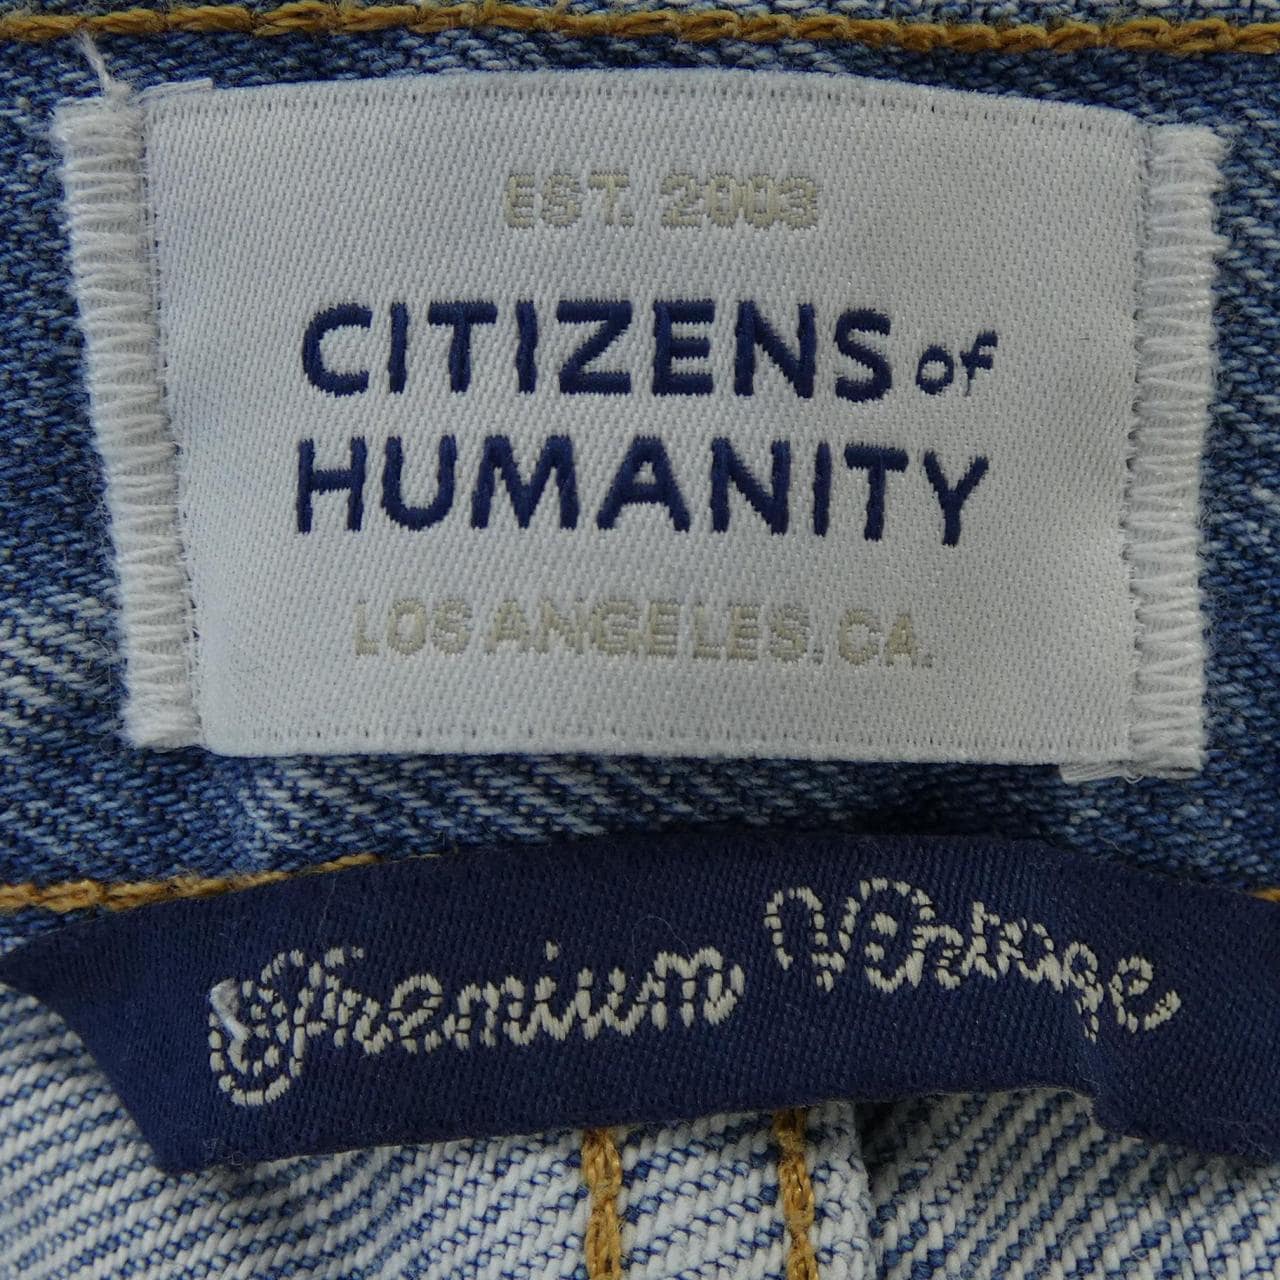 EST. 2003
CITIZENS of
HUMANITY
LOS ANGELES, CA.
Premium Vintage